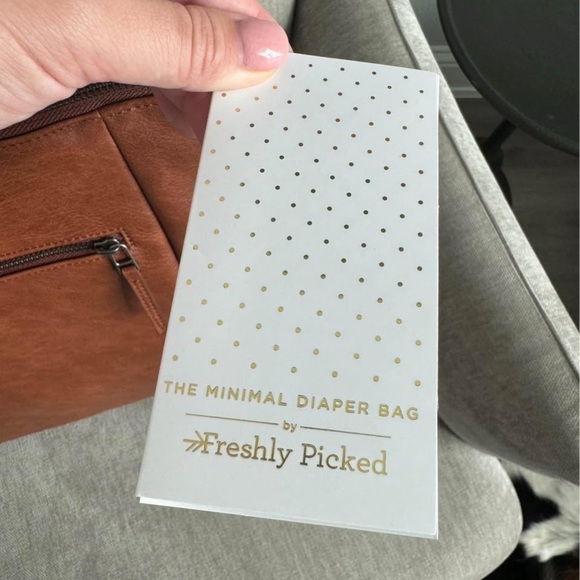 THE MINIMAL DIAPER BAG
by
Freshly Picked